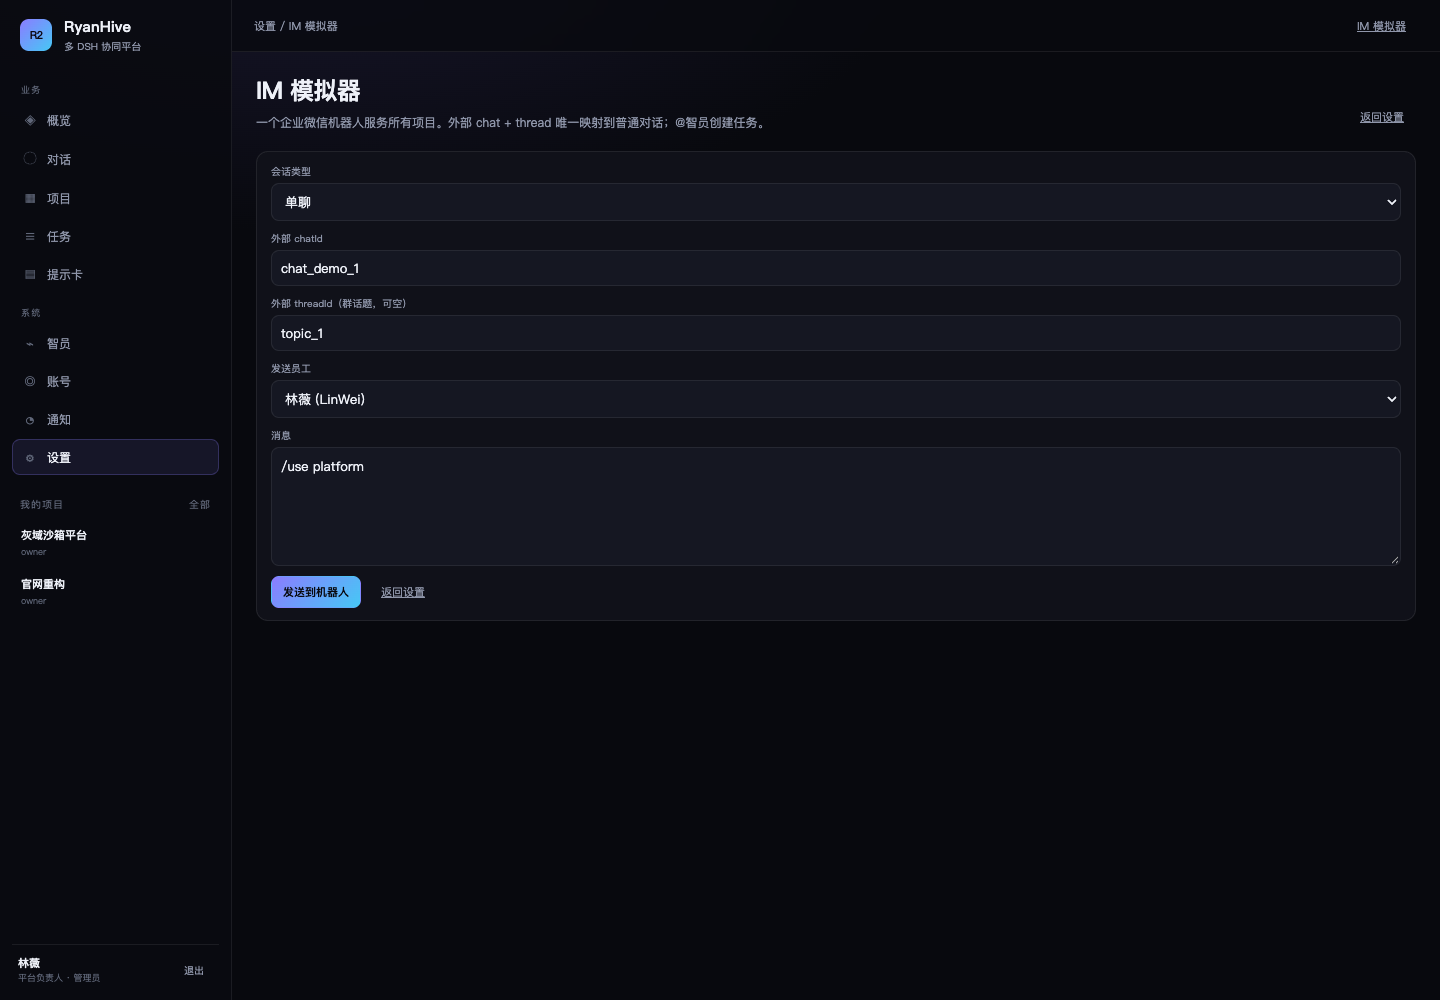 R2
RyanHive
多 DSH 协同平台
业务
概览
对话
项目
任务
提示卡
系统
智员
账号
通知
设置
我的项目 全部
灰域沙箱平台
owner
官网重构
owner
林薇
平台负责人 · 管理员
退出
设置 / IM 模拟器
IM 模拟器
IM 模拟器
一个企业微信机器人服务所有项目。外部 chat + thread 唯一映射到普通对话；@智员创建任务。
返回设置
会话类型
单聊
外部 chatId
chat_demo_1
外部 threadId（群话题，可空）
topic_1
发送员工
林薇 (LinWei)
消息
/use platform
发送到机器人 返回设置